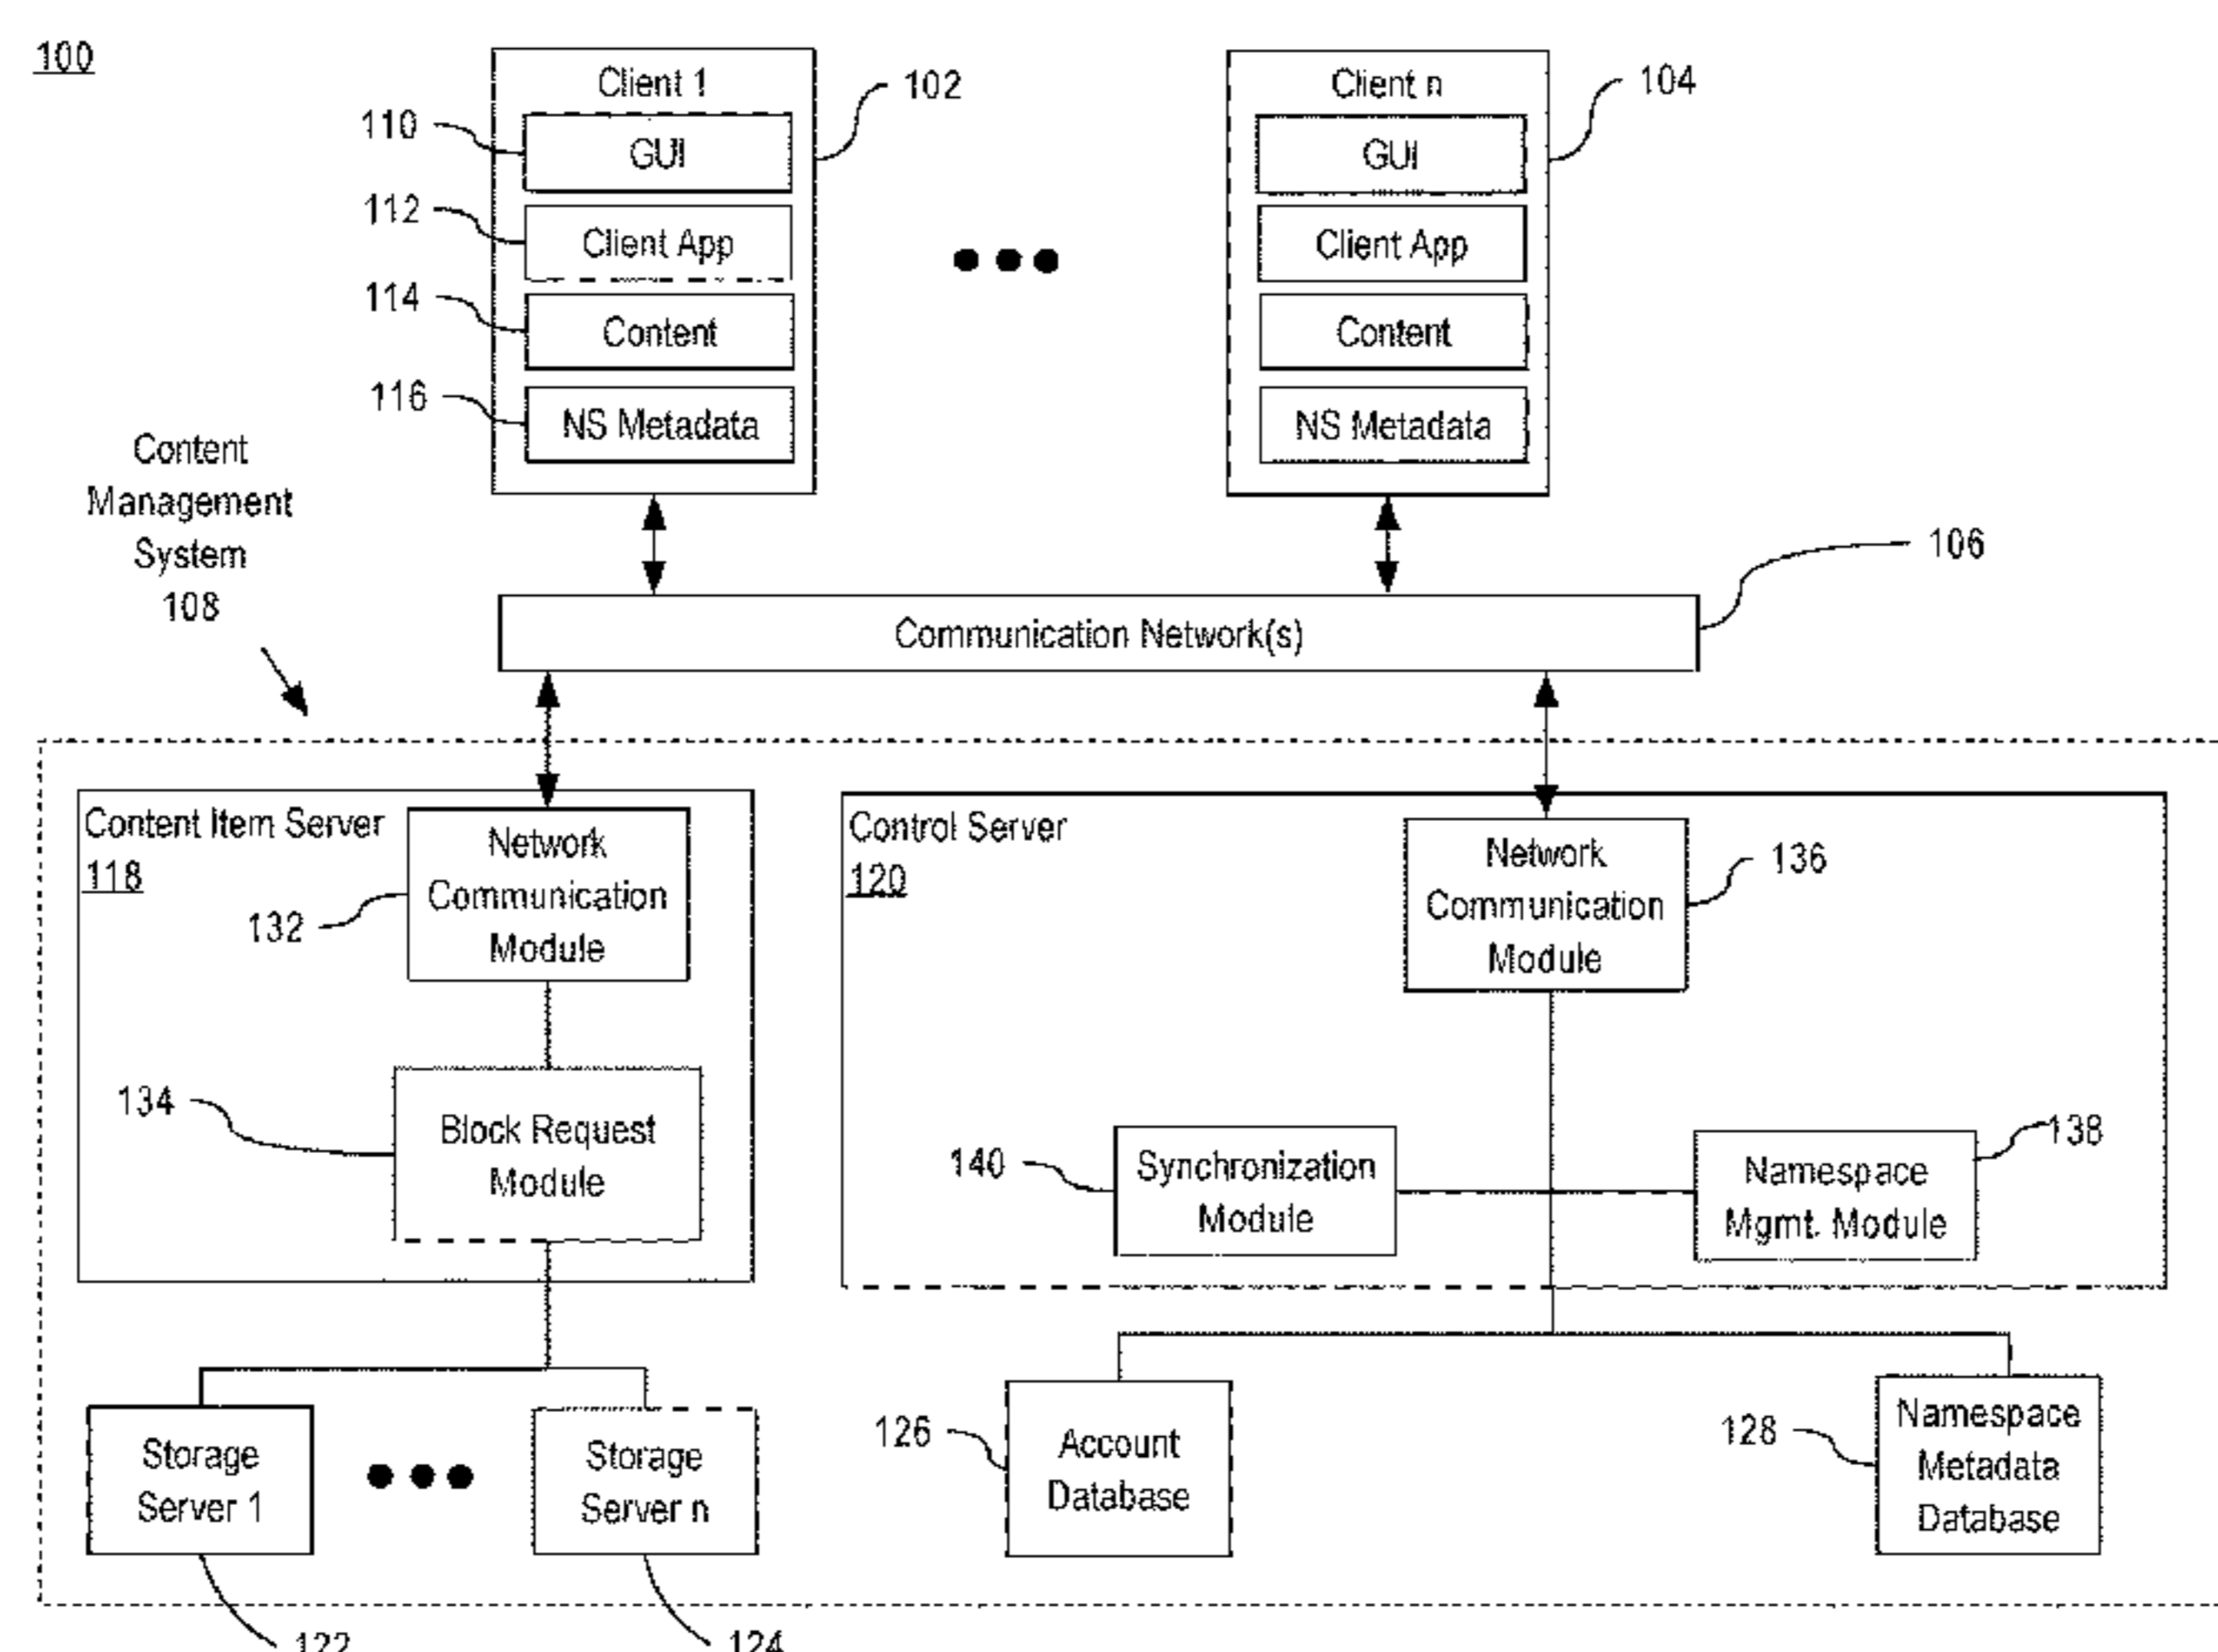 100
Client 1
102
110
GUI
112
Client App
114
Content
116
NS Metadata
Client n
104
GUI
Client App
Content
NS Metadata
Content
Management
System
108
106
Communication Network(s)
Content Item Server
118
Network
Communication
Module
132
134
Block Request
Module
Control Server
120
Network
Communication
Module
136
140
Synchronization
Module
138
Namespace
Mgmt. Module
Storage
Server 1
Storage
Server n
126
Account
Database
128
Namespace
Metadata
Database
122
124